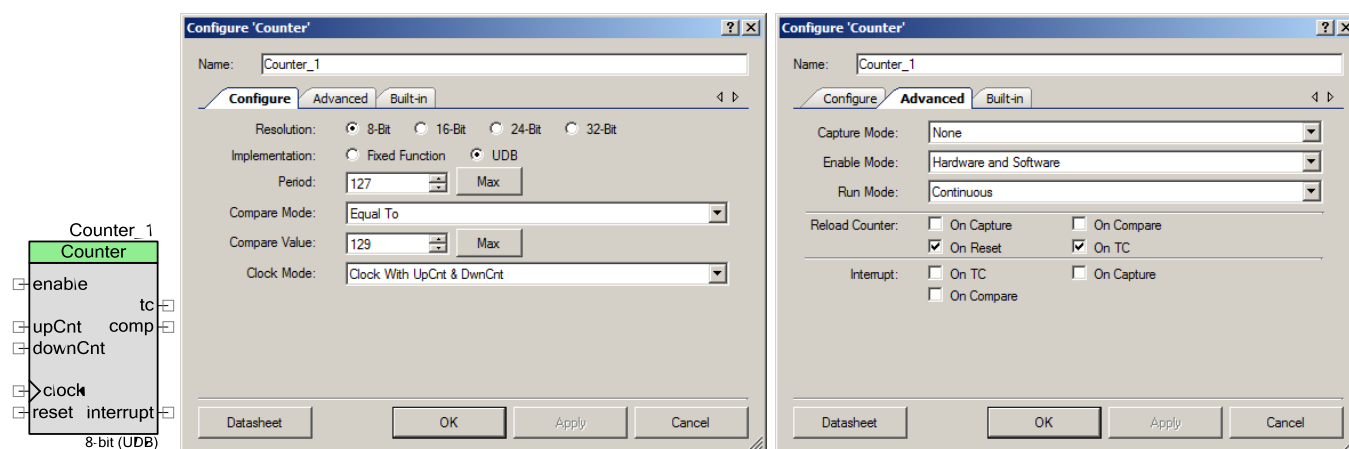 Counter_1
Counter
enable
tc
upCnt comp
downCnt
clock
reset interrupt
8-bit (UDB)
Configure 'Counter'
Name: Counter_1
Configure Advanced Built-in
Resolution: 8-Bit 16-Bit 24-Bit 32-Bit
Implementation: Fixed Function UDB
Period: 127 Max
Compare Mode: Equal To
Compare Value: 129 Max
Clock Mode: Clock With UpCnt & DwnCnt
Datasheet OK Apply Cancel
Configure 'Counter'
Name: Counter_1
Configure Advanced Built-in
Capture Mode: None
Enable Mode: Hardware and Software
Run Mode: Continuous
Reload Counter: On Capture On Compare
On Reset On TC
Interrupt: On TC On Capture
On Compare
Datasheet OK Apply Cancel